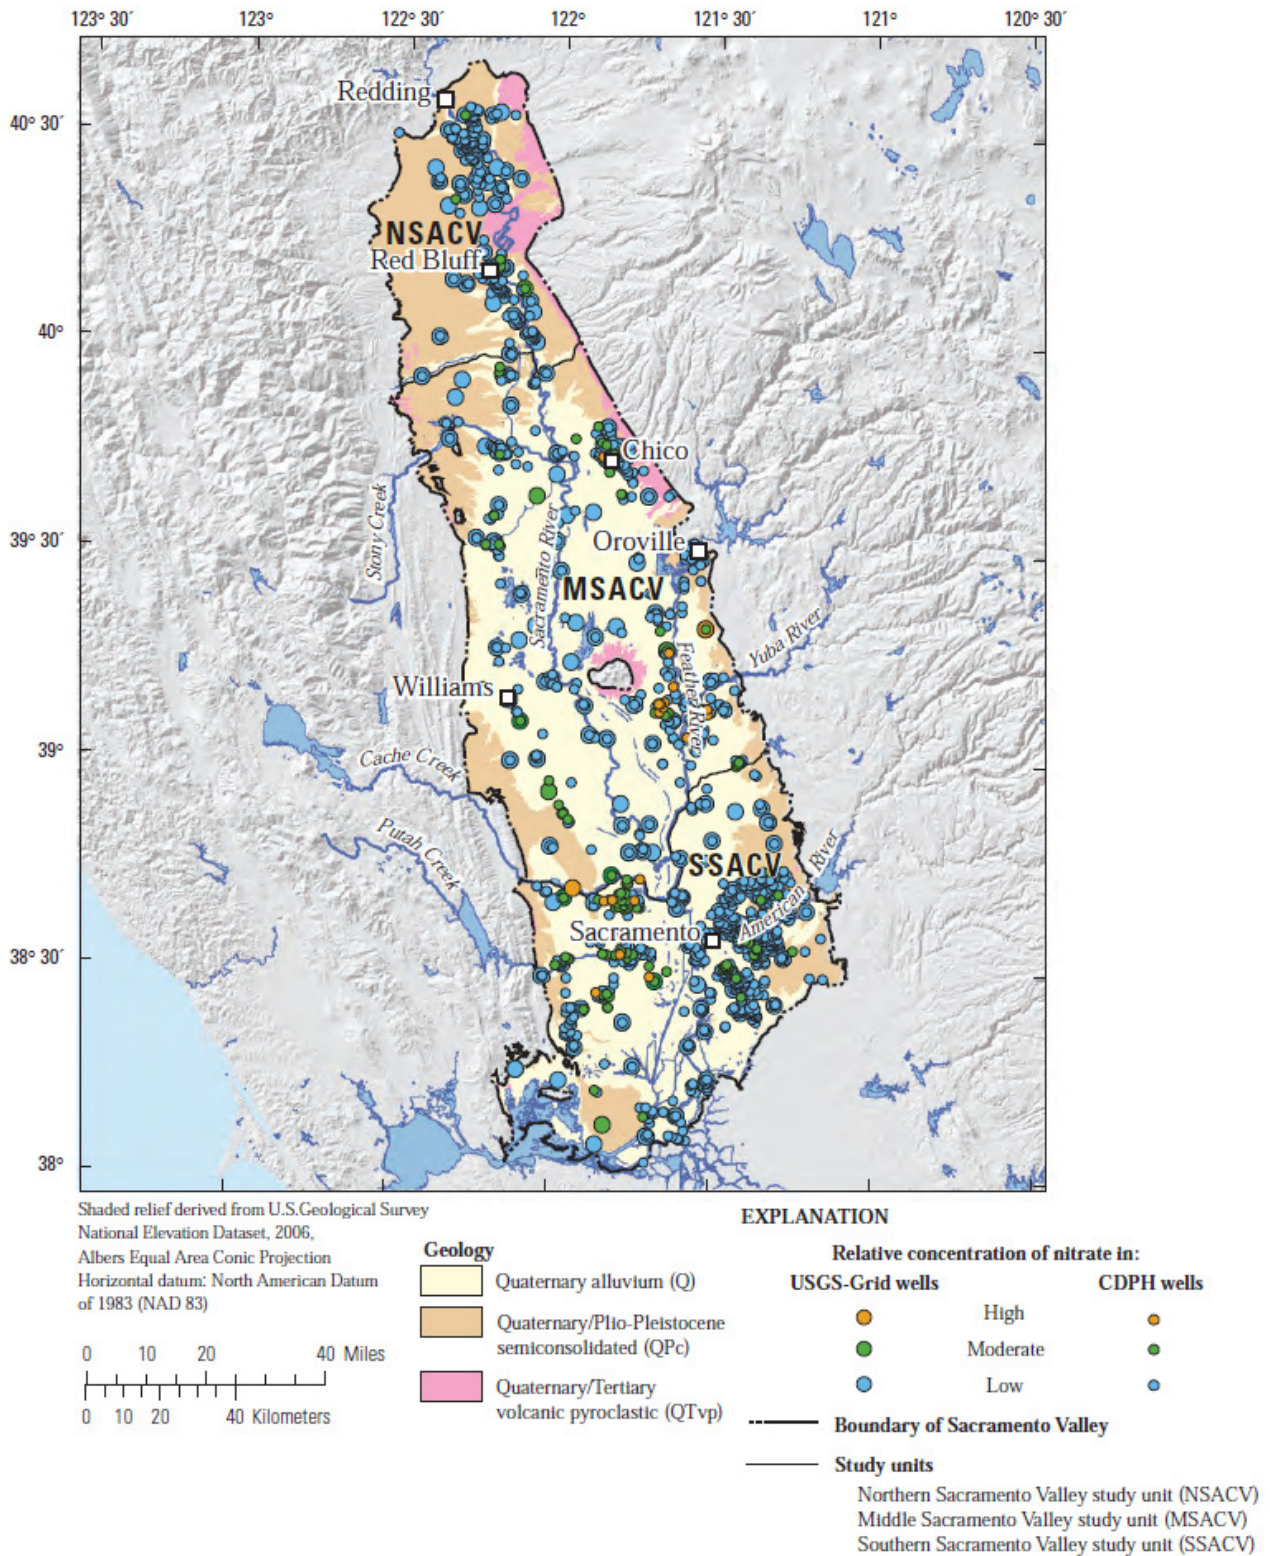 123° 30′ 123° 122° 30′ 122° 121° 30′ 121° 120° 30′
Redding
40° 30′
NSACV
Red Bluff
40°
Chico
Stony Creek
Sacramento River
39° 30′
Oroville
MSACV
Feather River
Yuba River
Williams
39°
Cache Creek
Putah Creek
SSACV
American River
Sacramento
38° 30′
38°
Shaded relief derived from U.S.Geological Survey
National Elevation Dataset, 2006,
Albers Equal Area Conic Projection
Horizontal datum: North American Datum
of 1983 (NAD 83)
0 10 20 40 Miles
0 10 20 40 Kilometers
Geology
Quaternary alluvium (Q)
Quaternary/Plio-Pleistocene
semiconsolidated (QPc)
Quaternary/Tertiary
volcanic pyroclastic (QTvp)
EXPLANATION
Relative concentration of nitrate in:
USGS-Grid wells CDPH wells
High
Moderate
Low
Boundary of Sacramento Valley
Study units
Northern Sacramento Valley study unit (NSACV)
Middle Sacramento Valley study unit (MSACV)
Southern Sacramento Valley study unit (SSACV)